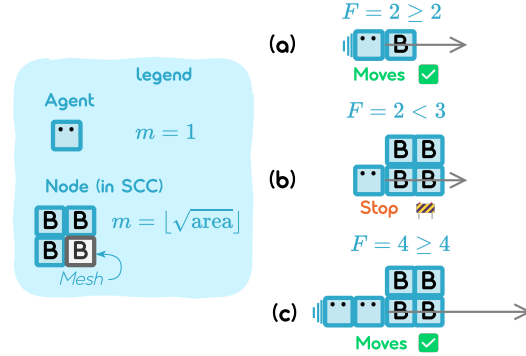 legend
Agent
m = 1
Node (in SCC)
B B
B B
m = ⌊√area⌋
Mesh
F = 2 ≥ 2
(a)
B
Moves ✅
F = 2 < 3
(b)
B B
B B
Stop 🚧
F = 4 ≥ 4
(c)
B B
B B
Moves ✅